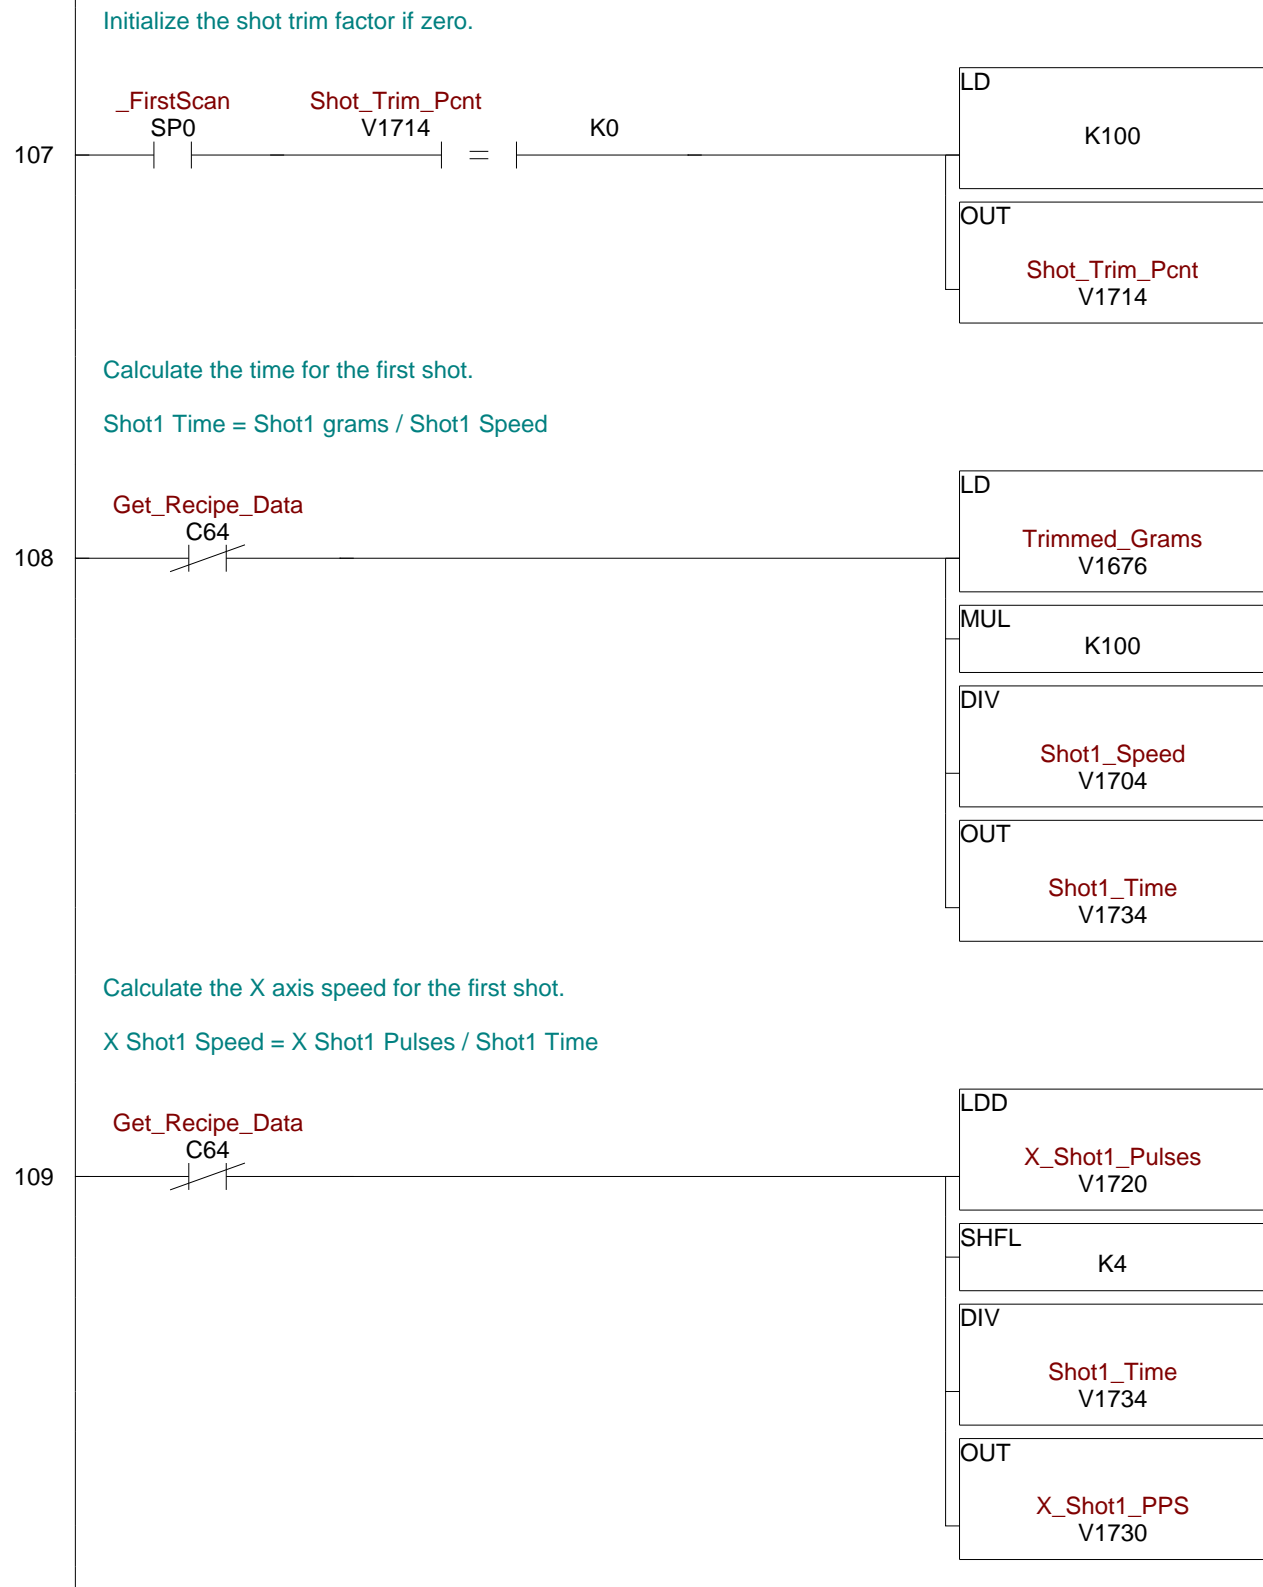 Initialize the shot trim factor if zero.
LD
_FirstScan Shot_Trim_Pcnt
SP0 V1714 K0
K100
107
=
OUT
Shot_Trim_Pcnt
V1714
Calculate the time for the first shot.
Shot1 Time = Shot1 grams / Shot1 Speed
LD
Get_Recipe_Data
C64
Trimmed_Grams
108
V1676
MUL
K100
DIV
Shot1_Speed
V1704
OUT
Shot1_Time
V1734
Calculate the X axis speed for the first shot.
X Shot1 Speed = X Shot1 Pulses / Shot1 Time
LDD
Get_Recipe_Data
C64
X_Shot1_Pulses
109
V1720
SHFL
K4
DIV
Shot1_Time
V1734
OUT
X_Shot1_PPS
V1730